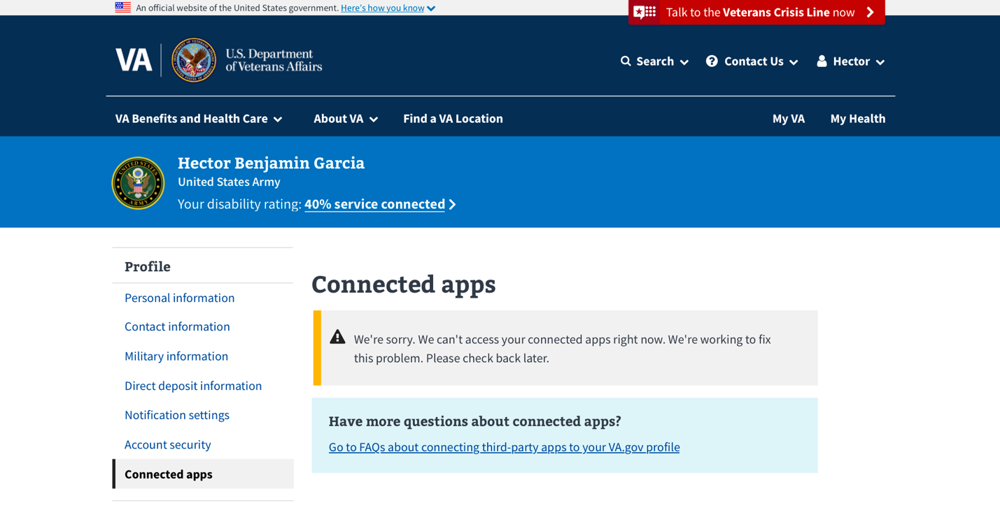 An official website of the United States government. Here's how you know
Talk to the Veterans Crisis Line now
VA
U.S. Department
of Veterans Affairs
Search
Contact Us
Hector
VA Benefits and Health Care
About VA
Find a VA Location
My VA
My Health
UNITED STATES
ARMY
Hector Benjamin Garcia
United States Army
Your disability rating: 40% service connected
Profile
Personal information
Contact information
Military information
Direct deposit information
Notification settings
Account security
Connected apps
Connected apps
We're sorry. We can't access your connected apps right now. We're working to fix
this problem. Please check back later.
Have more questions about connected apps?
Go to FAQs about connecting third-party apps to your VA.gov profile